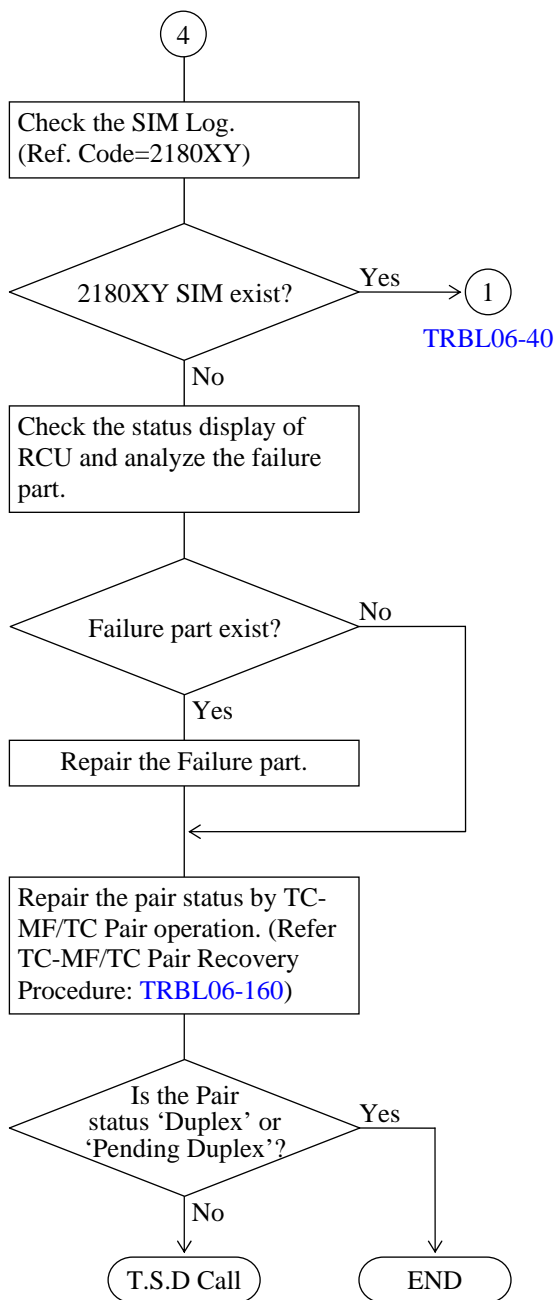 4
Check the SIM Log.
(Ref. Code=2180XY)
2180XY SIM exist?
Yes
1
TRBL06-40
No
Check the status display of
RCU and analyze the failure
part.
Failure part exist?
No
Yes
Repair the Failure part.
Repair the pair status by TC-
MF/TC Pair operation. (Refer
TC-MF/TC Pair Recovery
Procedure: TRBL06-160)
Is the Pair
status ‘Duplex’ or
‘Pending Duplex’?
Yes
No
T.S.D Call
END